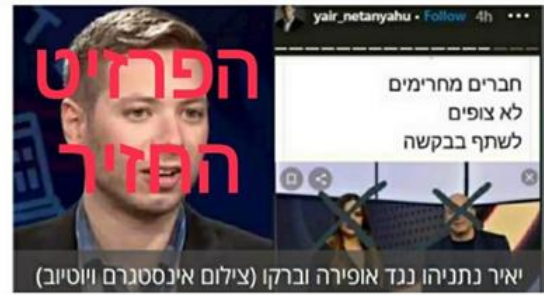 הפרזיט
החזיר
yair_netanyahu • Follow 4h •••
חברים מחרימים
לא צופים
לשתף בבקשה
יאיר נתניהו נגד אופירה וברקו (צילום אינסטגרם ויוטיוב)